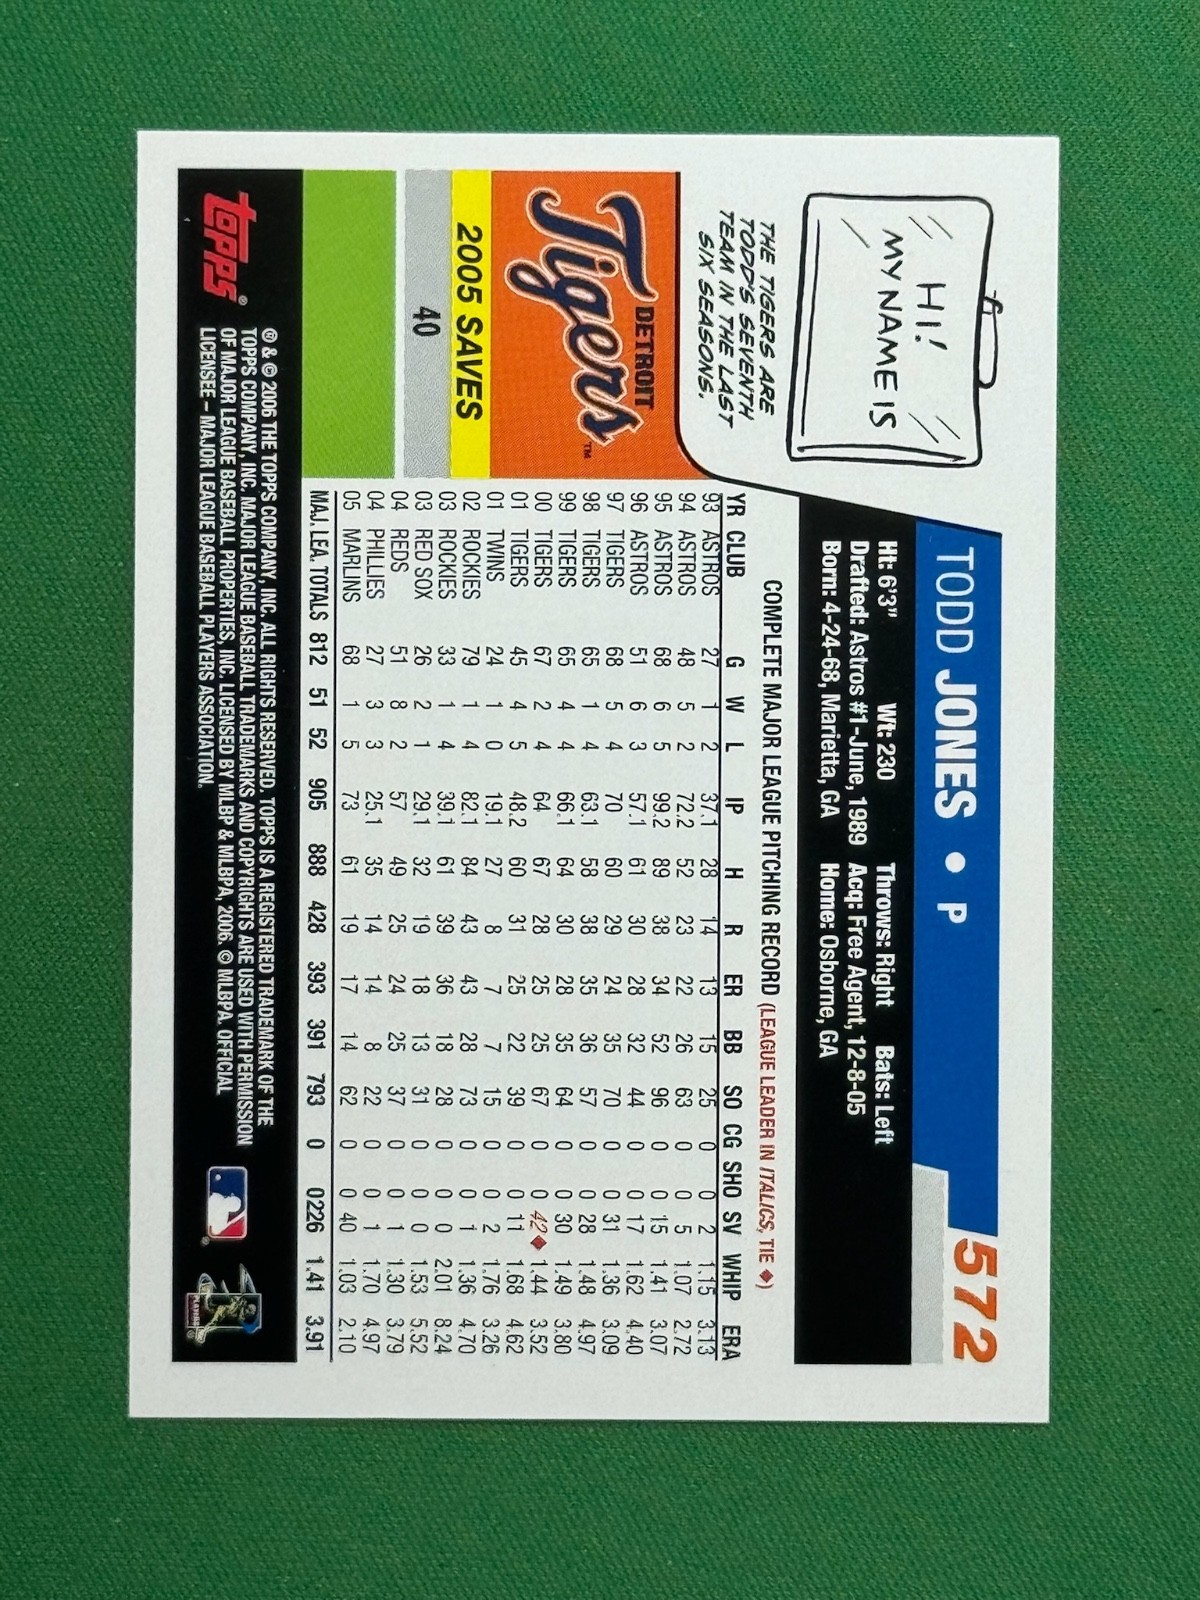 HI!
MY NAME IS
THE TIGERS ARE
TODD'S SEVENTH
TEAM IN THE LAST
SIX SEASONS.
TODD JONES • P
572
Ht: 6'3" Wt: 230 Throws: Right Bats: Left
Drafted: Astros #1-June, 1989 Acq: Free Agent, 12-8-05
Born: 4-24-68, Marietta, GA Home: Osborne, GA
DETROIT
Tigers™
2005 SAVES
40
COMPLETE MAJOR LEAGUE PITCHING RECORD (LEAGUE LEADER IN ITALICS, TIE ♦)
YR CLUB G W L IP H R ER BB SO CG SHO SV WHIP ERA
93 ASTROS 27 1 2 37.1 28 14 13 15 25 0 0 2 1.15 3.13
94 ASTROS 48 5 2 72.2 52 23 22 26 63 0 0 5 1.07 2.72
95 ASTROS 68 6 5 99.2 89 38 34 52 96 0 0 15 1.41 3.07
96 ASTROS 51 6 3 57.1 61 30 28 32 44 0 0 17 1.62 4.40
97 TIGERS 68 5 4 70 60 29 24 35 70 0 0 31 1.36 3.09
98 TIGERS 65 1 4 63.1 58 38 35 36 57 0 0 28 1.48 4.97
99 TIGERS 65 4 4 66.1 64 30 28 35 64 0 0 30 1.49 3.80
00 TIGERS 67 2 4 64 67 28 25 25 67 0 0 42♦ 1.44 3.52
01 TIGERS 45 4 5 48.2 60 31 25 22 39 0 0 11 1.68 4.62
01 TWINS 24 1 0 19.1 27 8 7 7 15 0 0 2 1.76 3.26
02 ROCKIES 79 1 4 82.1 84 43 43 28 73 0 0 1 1.36 4.70
03 ROCKIES 33 1 4 39.1 61 39 36 18 28 0 0 0 2.01 8.24
03 RED SOX 26 2 1 29.1 32 19 18 13 31 0 0 0 1.53 5.52
04 REDS 51 8 2 57 49 25 24 25 37 0 0 1 1.30 3.79
04 PHILLIES 27 3 3 25.1 35 14 14 8 22 0 0 1 1.70 4.97
05 MARLINS 68 1 5 73 61 19 17 14 62 0 0 40 1.03 2.10
MAJ. LEA. TOTALS 812 51 52 905 888 428 393 391 793 0 0226 1.41 3.91
topps®
® & © 2006 THE TOPPS COMPANY, INC. ALL RIGHTS RESERVED. TOPPS IS A REGISTERED TRADEMARK OF THE
TOPPS COMPANY, INC. MAJOR LEAGUE BASEBALL TRADEMARKS AND COPYRIGHTS ARE USED WITH PERMISSION
OF MAJOR LEAGUE BASEBALL PROPERTIES, INC. LICENSED BY MLBP & MLBPA, 2006. © MLBPA. OFFICIAL
LICENSEE – MAJOR LEAGUE BASEBALL PLAYERS ASSOCIATION.